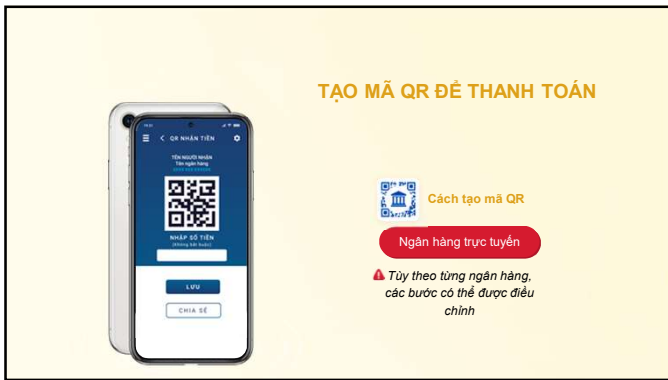 TẠO MÃ QR ĐỂ THANH TOÁN
QR NHẬN TIỀN
TÊN NGƯỜI NHẬN
Tên ngân hàng
NHẬP SỐ TIỀN
(Không bắt buộc)
LƯU
CHIA SẺ
Cách tạo mã QR
Ngân hàng trực tuyến
Tùy theo từng ngân hàng,
các bước có thể được điều
chỉnh